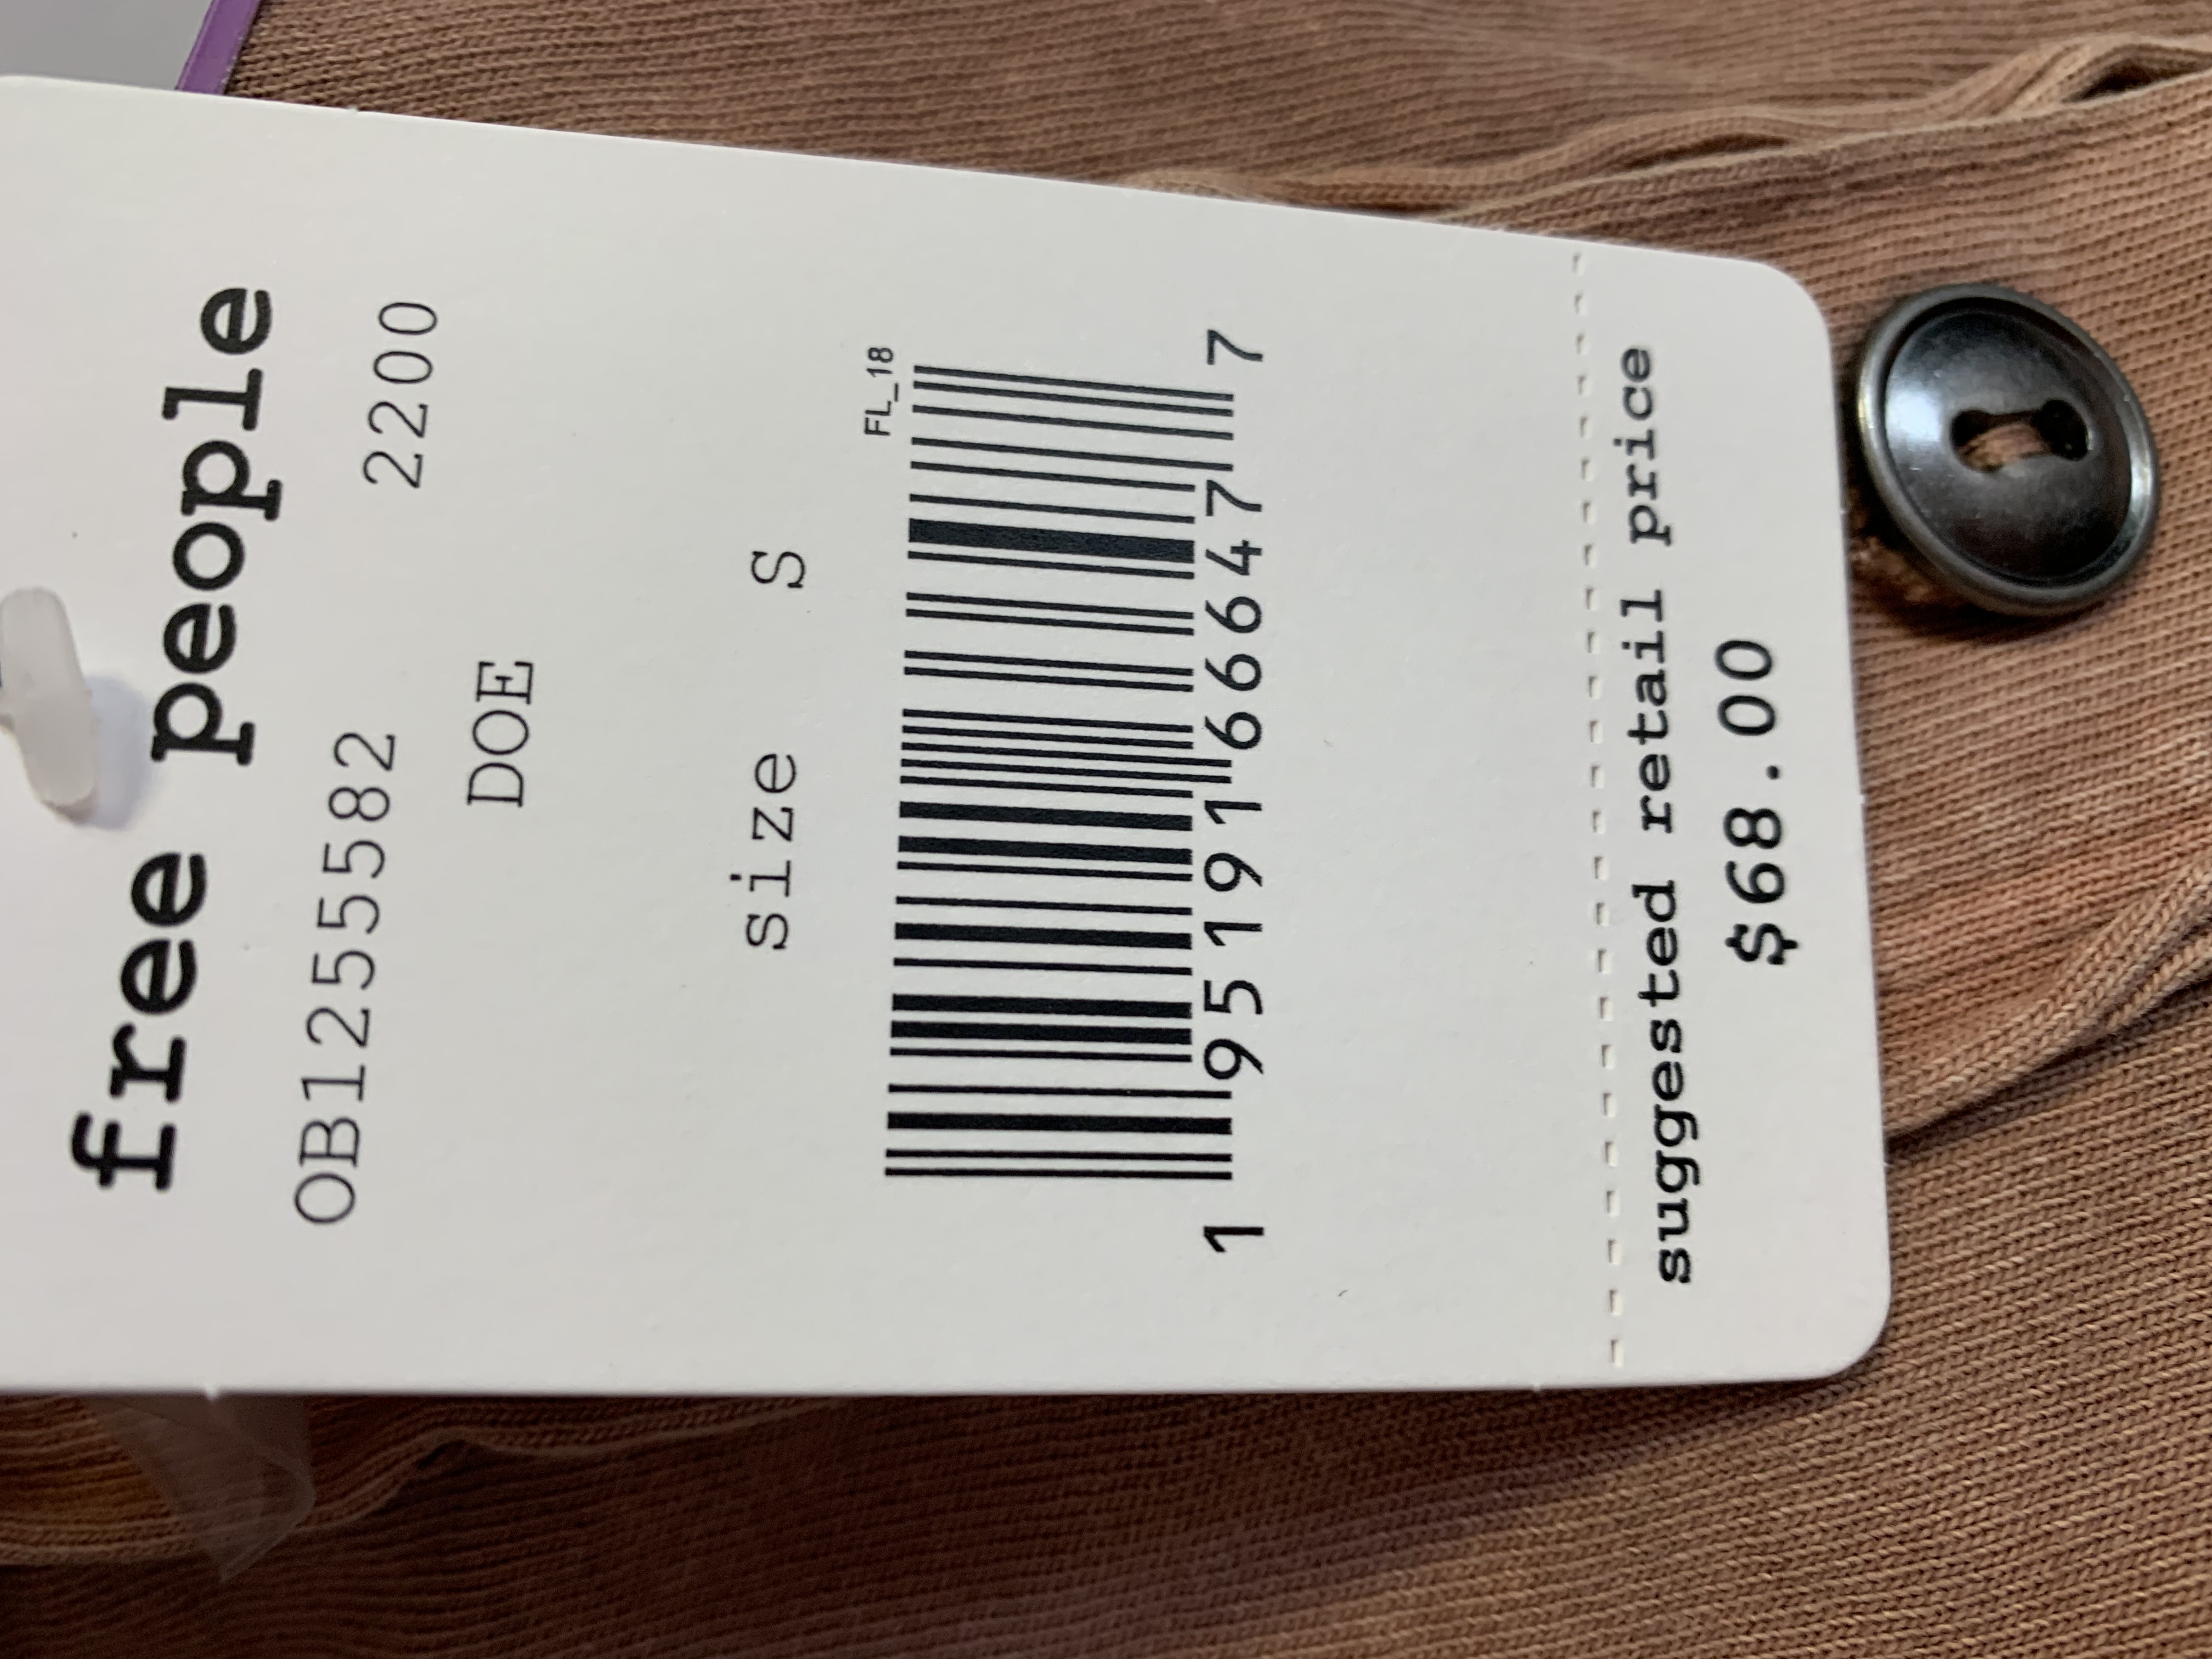 free people
OB1255582 2200
DOE
size S
FL_18
1 95191 66647 7
suggested retail price
$68.00